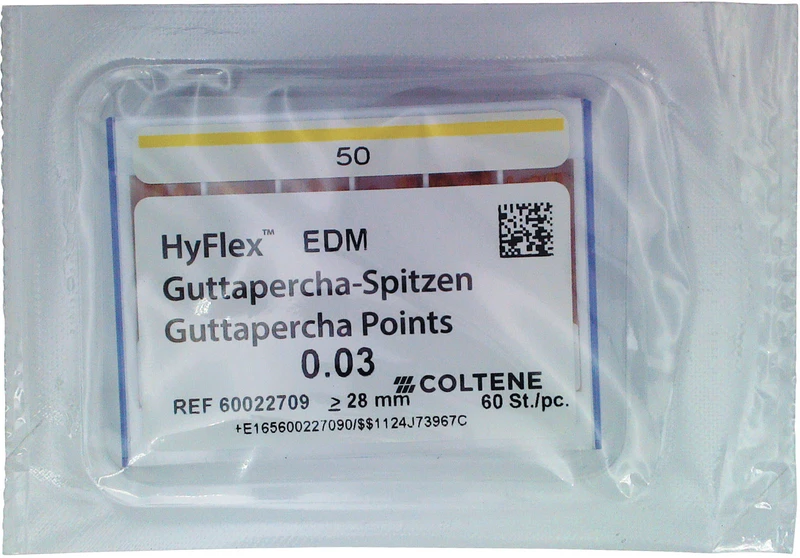 50
HyFlex™ EDM
Guttapercha-Spitzen
Guttapercha Points
0.03
COLTENE
REF 60022709 ≥ 28 mm 60 St./pc.
+E165600227090/$$1124J73967C